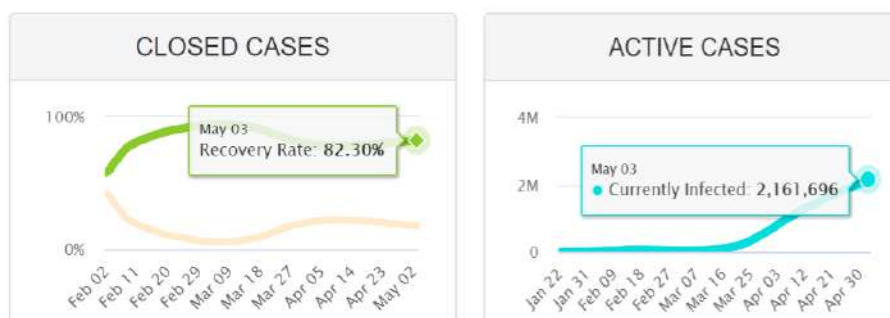 CLOSED CASES
100%
May 03
Recovery Rate: 82.30%
0%
Feb 02
Feb 11
Feb 20
Feb 29
Mar 09
Mar 18
Mar 27
Apr 05
Apr 14
Apr 23
May 02
ACTIVE CASES
4M
May 03
Currently Infected: 2,161,696
2M
0
Jan 22
Jan 31
Feb 09
Feb 18
Feb 27
Mar 07
Mar 16
Mar 25
Apr 03
Apr 12
Apr 21
Apr 30